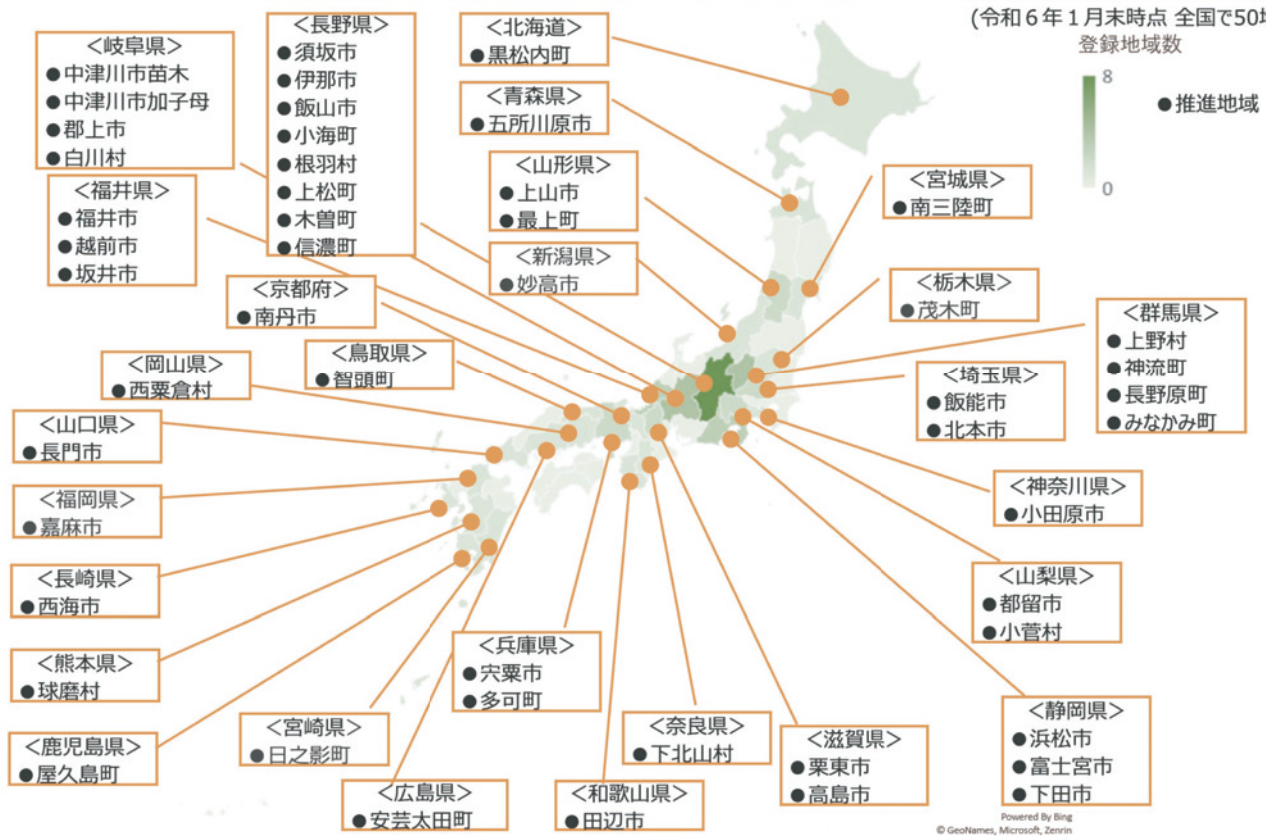 (令和6年1月末時点 全国で50
登録地域数
8
0
●推進地域
<岐阜県>
●中津川市苗木
●中津川市加子母
●郡上市
●白川村
<長野県>
●須坂市
●伊那市
●飯山市
●小海町
●根羽村
●上松町
●木曽町
●信濃町
<北海道>
●黒松内町
<青森県>
●五所川原市
<山形県>
●上山市
●最上町
<宮城県>
●南三陸町
<福井県>
●福井市
●越前市
●坂井市
<新潟県>
●妙高市
<京都府>
●南丹市
<栃木県>
●茂木町
<群馬県>
●上野村
●神流町
●長野原町
●みなかみ町
<鳥取県>
●智頭町
<岡山県>
●西粟倉村
<埼玉県>
●飯能市
●北本市
<山口県>
●長門市
<神奈川県>
●小田原市
<福岡県>
●嘉麻市
<長崎県>
●西海市
<山梨県>
●都留市
●小菅村
<兵庫県>
●宍粟市
●多可町
<熊本県>
●球磨村
<宮崎県>
●日之影町
<奈良県>
●下北山村
<滋賀県>
●栗東市
●高島市
<静岡県>
●浜松市
●富士宮市
●下田市
<鹿児島県>
●屋久島町
<広島県>
●安芸太田町
<和歌山県>
●田辺市
Powered By Bing
© GeoNames, Microsoft, Zenrin